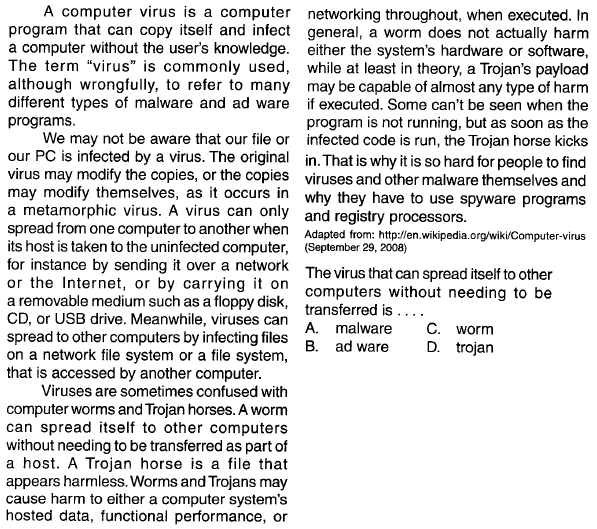 A computer virus is a computer
program that can copy itself and infect
a computer without the user's knowledge.
The term "virus" is commonly used,
although wrongfully, to refer to many
different types of malware and ad ware
programs.
We may not be aware that our file or
our PC is infected by a virus. The original
virus may modify the copies, or the copies
may modify themselves, as it occurs in
a metamorphic virus. A virus can only
spread from one computer to another when
its host is taken to the uninfected computer,
for instance by sending it over a network
or the Internet, or by carrying it on
a removable medium such as a floppy disk,
CD, or USB drive. Meanwhile, viruses can
spread to other computers by infecting files
on a network file system or a file system,
that is accessed by another computer.
Viruses are sometimes confused with
computer worms and Trojan horses. A worm
can spread itself to other computers
without needing to be transferred as part of
a host. A Trojan horse is a file that
appears harmless. Worms and Trojans may
cause harm to either a computer system's
hosted data, functional performance, or
networking throughout, when executed. In
general, a worm does not actually harm
either the system's hardware or software,
while at least in theory, a Trojan's payload
may be capable of almost any type of harm
if executed. Some can't be seen when the
program is not running, but as soon as the
infected code is run, the Trojan horse kicks
in. That is why it is so hard for people to find
viruses and other malware themselves and
why they have to use spyware programs
and registry processors.
Adapted from: http://en.wikipedia.org/wiki/Computer-virus
(September 29, 2008)
The virus that can spread itself to other
computers without needing to be
transferred is . . . .
A. malware C. worm
B. ad ware D. trojan